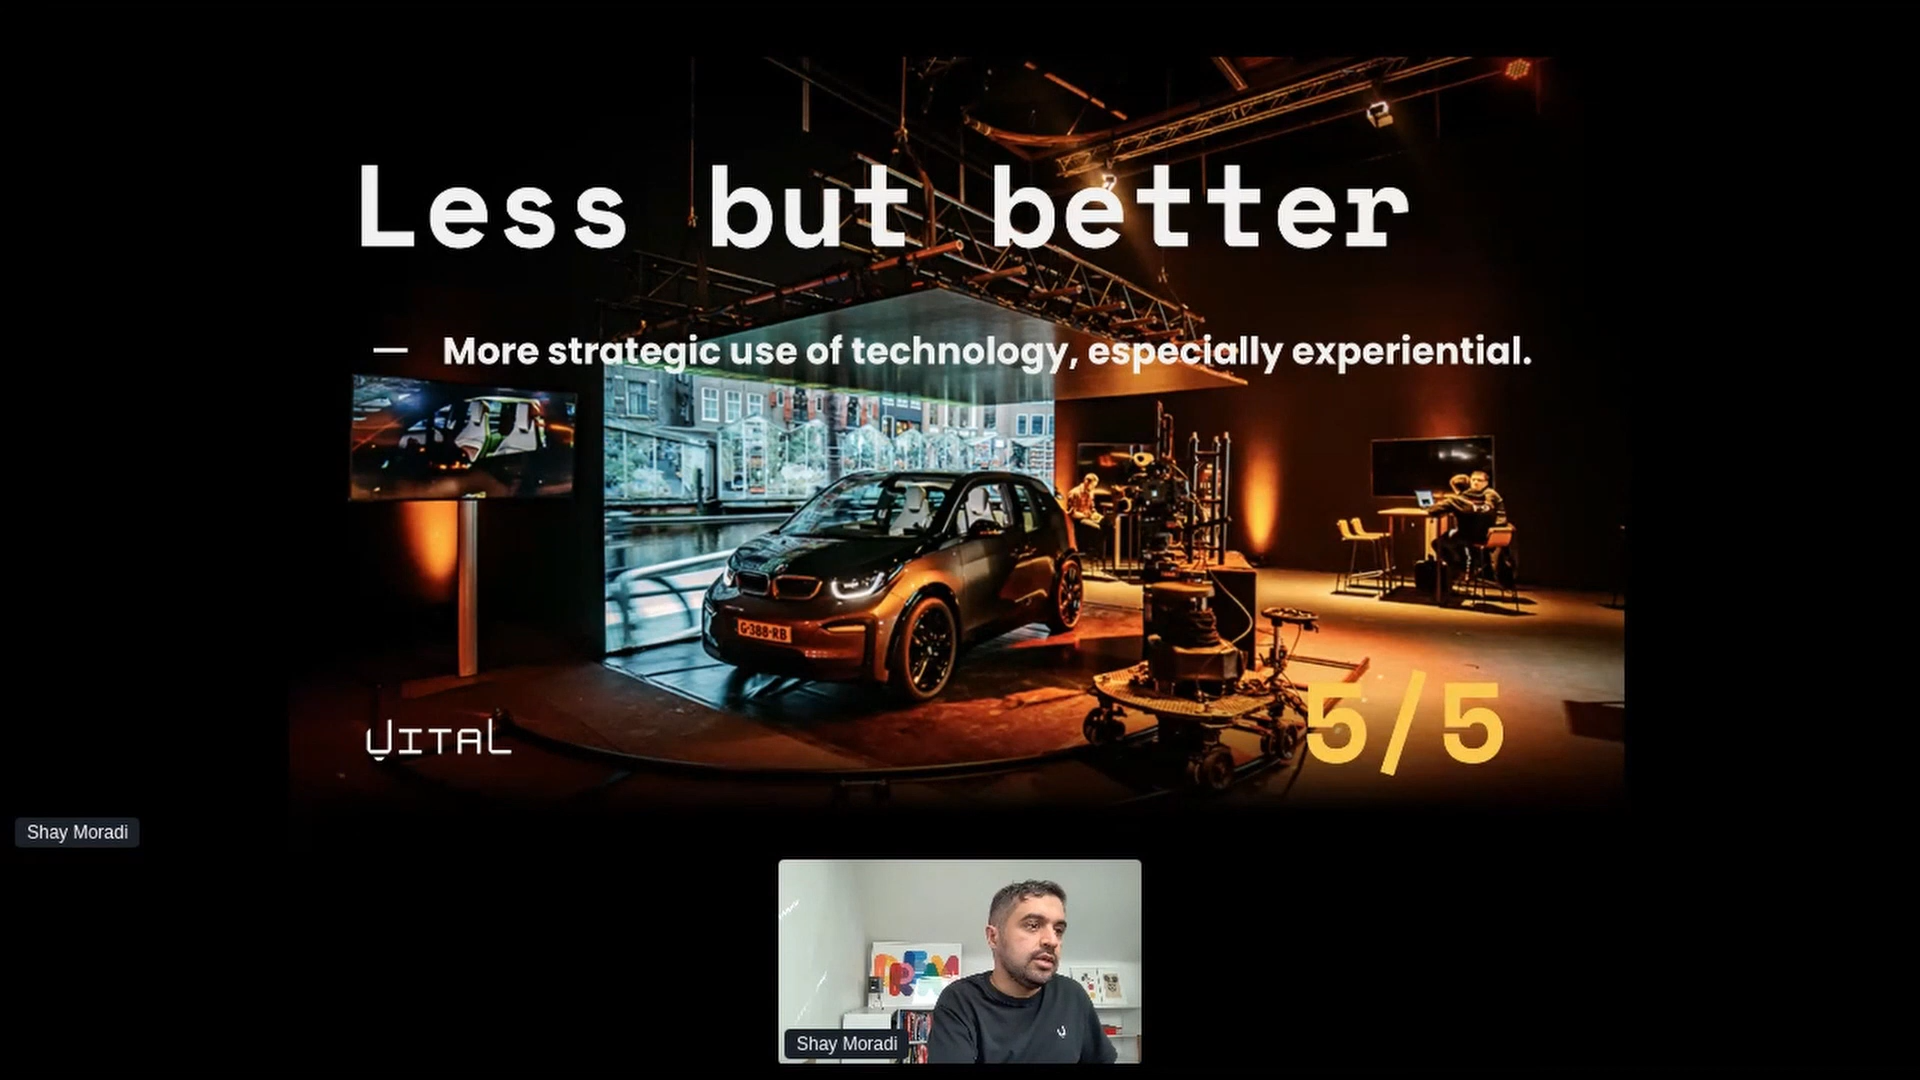 Less but better
— More strategic use of technology, especially experiential.
G-388-RB
VITAL
5/5
Shay Moradi
DREAM
Shay Moradi